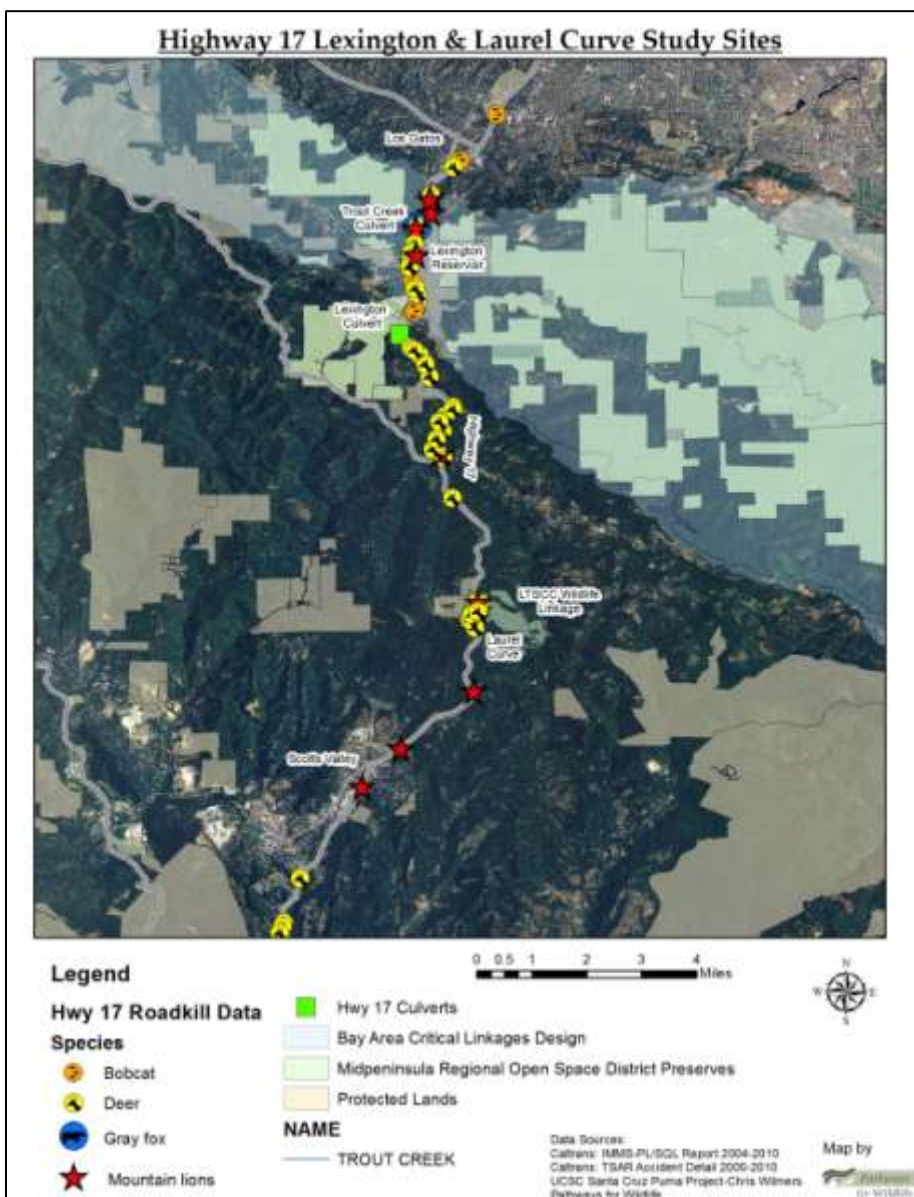 Highway 17 Lexington & Laurel Curve Study Sites
Los Gatos
Trout Creek
Culvert
Lexington
Reservoir
Lexington
Culvert
Highway 17
LTSCC Wildlife
Linkage
Laurel
Curve
Scotts Valley
0 0.5 1 2 3 4
Miles
Legend
Hwy 17 Roadkill Data
Species
Bobcat
Deer
Gray fox
Mountain lions
Hwy 17 Culverts
Bay Area Critical Linkages Design
Midpeninsula Regional Open Space District Preserves
Protected Lands
NAME
TROUT CREEK
N
W E
S
Data Sources:
Caltrans: IMMS-PL/SQL Report 2004-2010
Caltrans: TSAR Accident Detail 2000-2010
UCSC Santa Cruz Puma Project-Chris Wilmers
Pathways for Wildlife
Map by
Pathways
for Wildlife